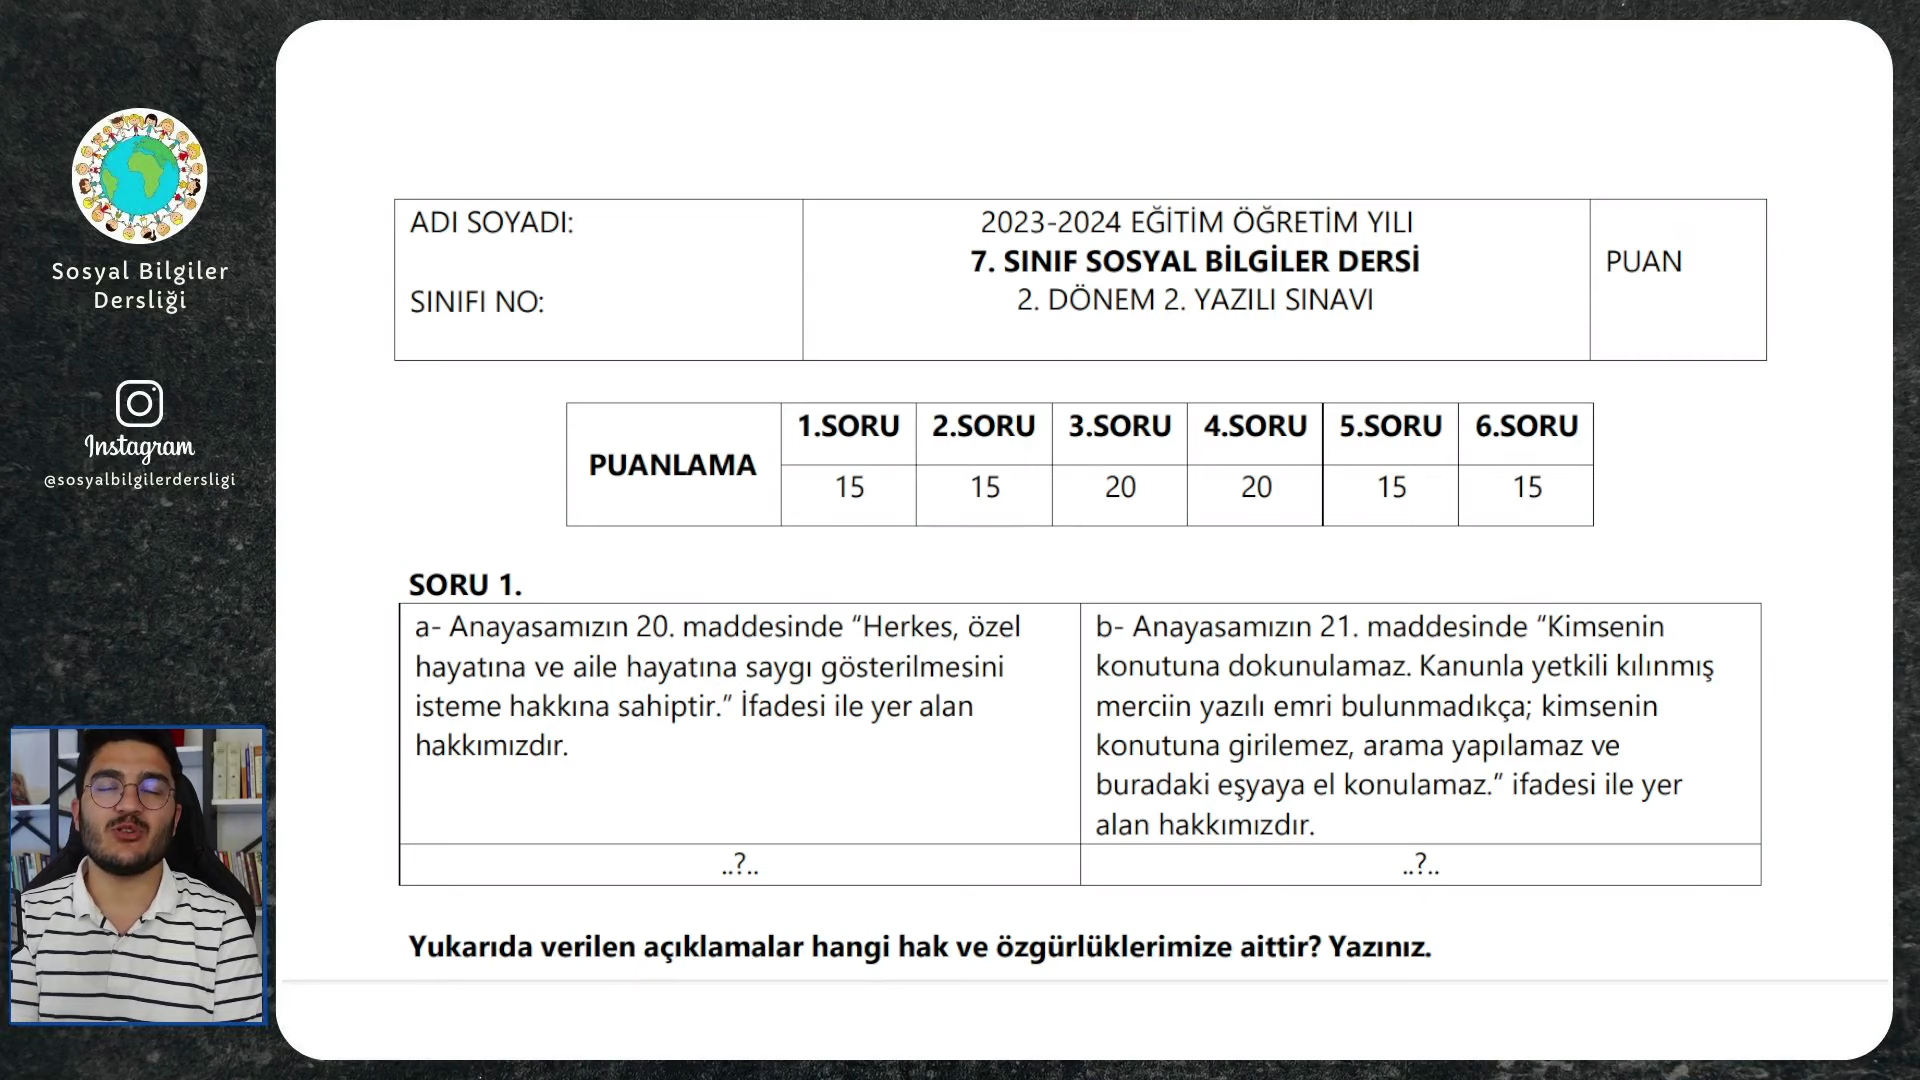 Sosyal Bilgiler
Dersliği
Instagram
@sosyalbilgilerdersligi
ADI SOYADI:
SINIFI NO:
2023-2024 EĞİTİM ÖĞRETİM YILI
7. SINIF SOSYAL BİLGİLER DERSİ
2. DÖNEM 2. YAZILI SINAVI
PUAN
PUANLAMA
1.SORU 2.SORU 3.SORU 4.SORU 5.SORU 6.SORU
15 15 20 20 15 15
SORU 1.
a- Anayasamızın 20. maddesinde “Herkes, özel
hayatına ve aile hayatına saygı gösterilmesini
isteme hakkına sahiptir.” İfadesi ile yer alan
hakkımızdır.
..?..
b- Anayasamızın 21. maddesinde “Kimsenin
konutuna dokunulamaz. Kanunla yetkili kılınmış
merciin yazılı emri bulunmadıkça; kimsenin
konutuna girilemez, arama yapılamaz ve
buradaki eşyaya el konulamaz.” ifadesi ile yer
alan hakkımızdır.
..?..
Yukarıda verilen açıklamalar hangi hak ve özgürlüklerimize aittir? Yazınız.